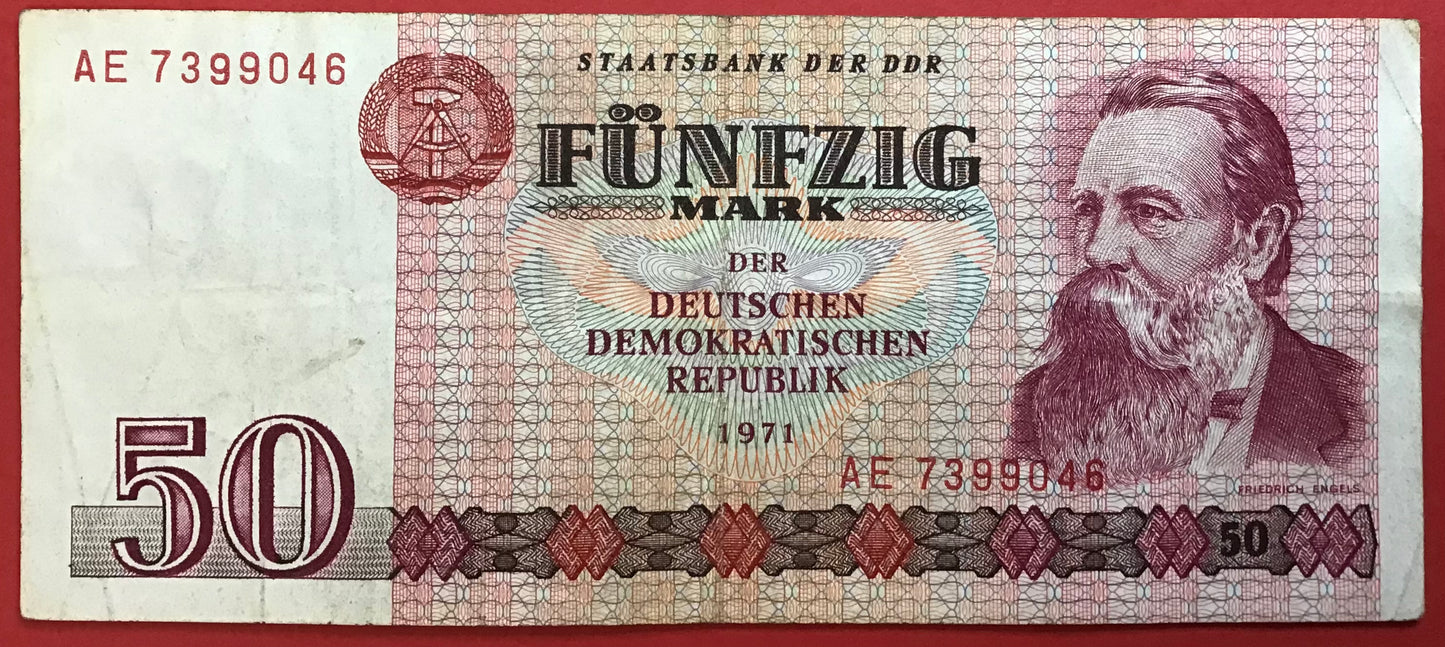 AE 7399046
STAATSBANK DER DDR
FÜNFZIG
MARK
DER
DEUTSCHEN
DEMOKRATISCHEN
REPUBLIK
1971
AE 7399046
FRIEDRICH ENGELS
50
50